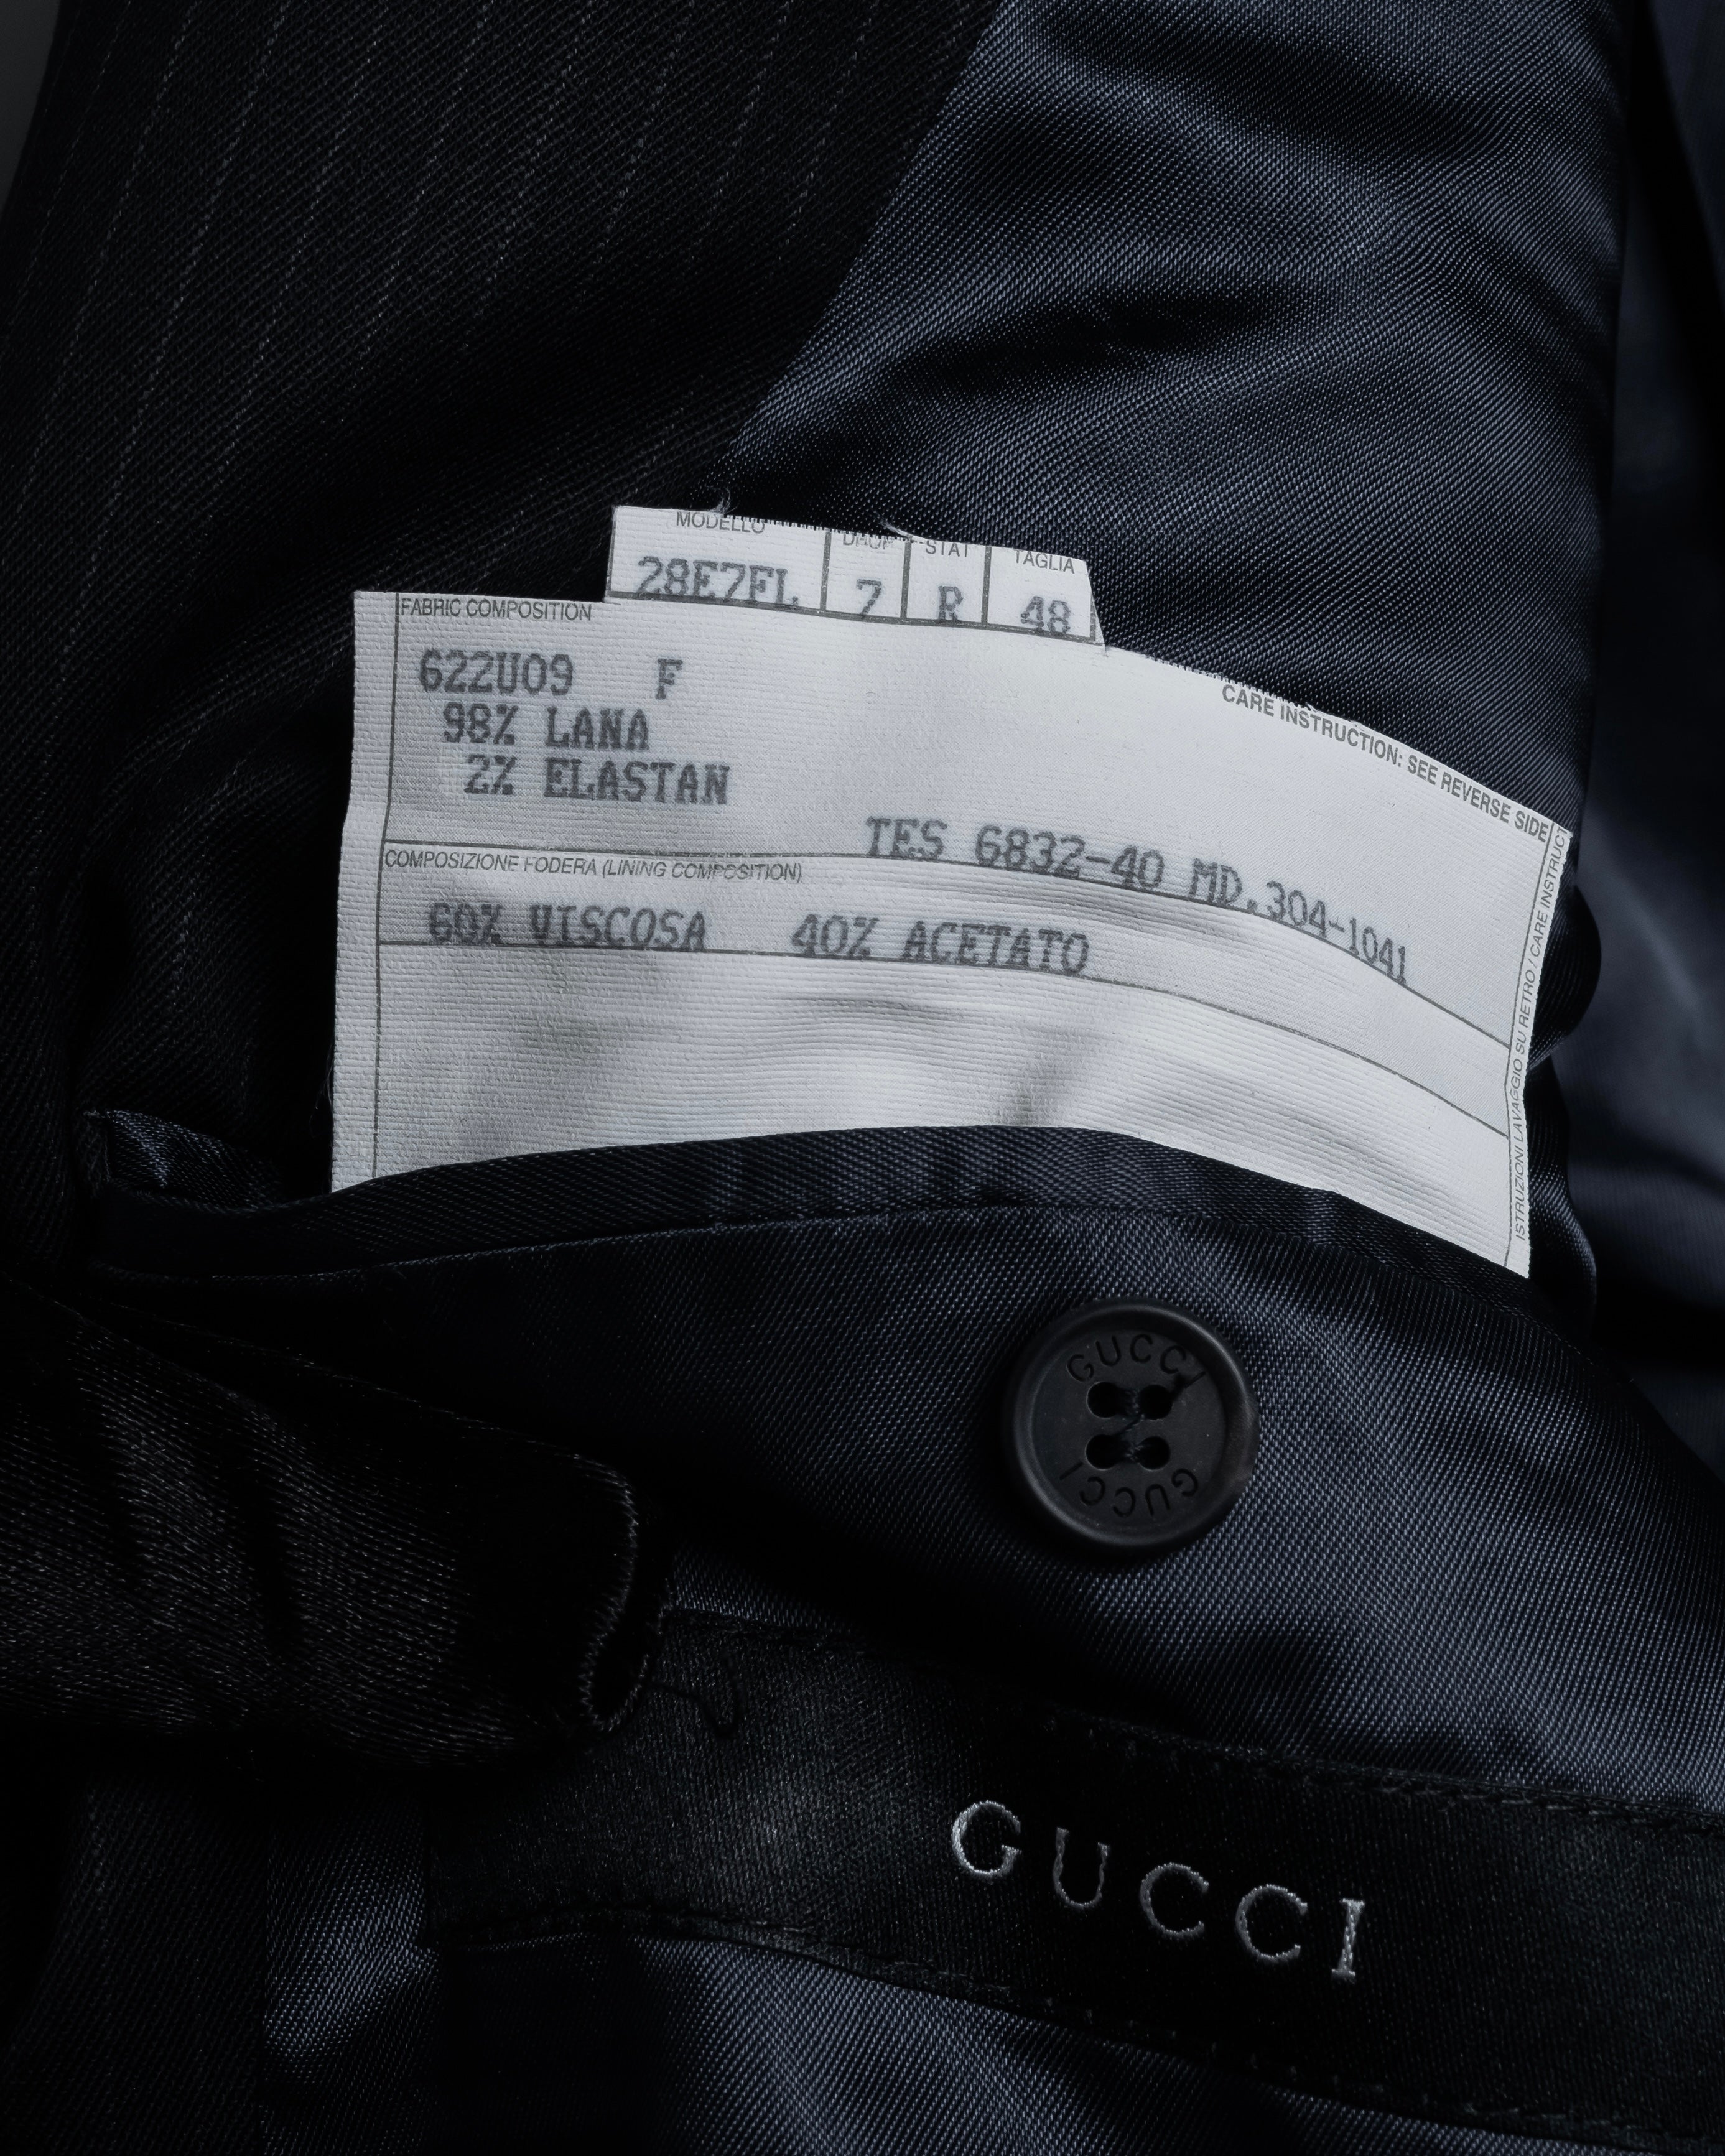 MODELLO DROP STAT TAGLIA
28E7FL 7 R 48
FABRIC COMPOSITION
622U09 F
98% LANA
2% ELASTAN
CARE INSTRUCTION: SEE REVERSE SIDE
TES 6832-40 MD.304-1041
COMPOSIZIONE FODERA (LINING COMPOSITION)
60% VISCOSA 40% ACETATO
ISTRUZIONI LAVAGGIO SU RETRO / CARE INSTRUCT
GUCCI
GUCCI
GUCCI